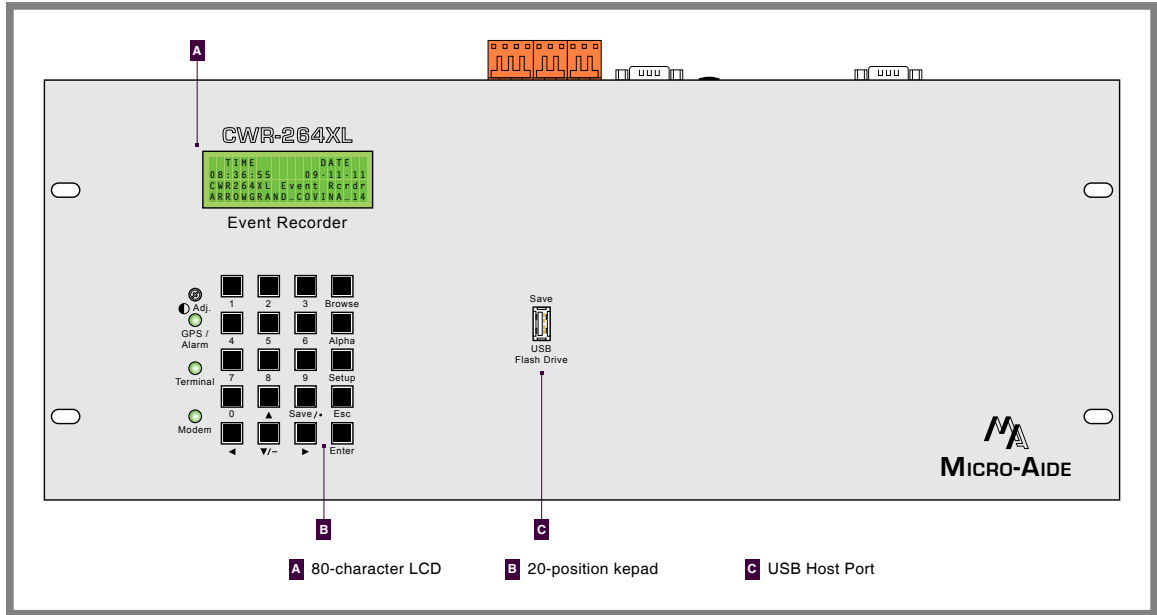 A
CWR-264XL
TIME DATE
08:36:55 09-11-11
CWR264XL Event Rcrdr
ARROWGRAND_COVINA_14
Event Recorder
1 2 3 Browse
Adj.
4 5 6 Alpha
GPS /
Alarm
7 8 9 Setup
Terminal
0 ▲ Save/• Esc
Modem
◄ ▼/– ► Enter
Save
USB
Flash Drive
MA
MICRO-AIDE
B
C
A 80-character LCD
B 20-position kepad
C USB Host Port